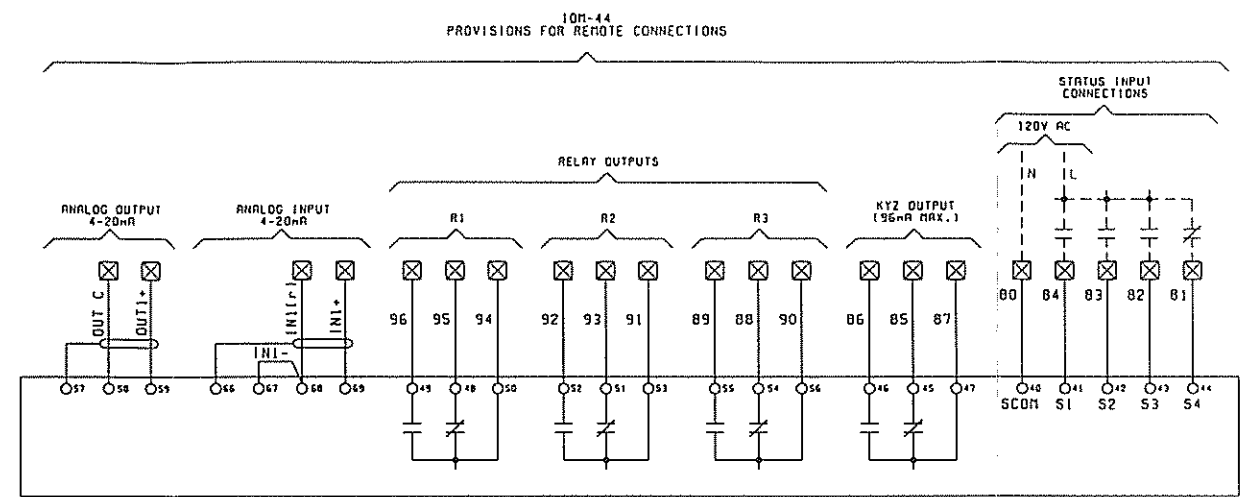 IOM-44
PROVISIONS FOR REMOTE CONNECTIONS
STATUS INPUT
CONNECTIONS
120V AC
RELAY OUTPUTS
N L
ANALOG OUTPUT
4-20mA
ANALOG INPUT
4-20mA
R1 R2 R3
KYZ OUTPUT
(96mA MAX.)
OUT C OUT1+ IN1(r) IN1+
96 95 94 92 93 91 89 88 90 86 85 87 80 84 83 82 81
IN1-
57 58 59 66 67 68 69 49 48 50 52 51 53 55 54 56 46 45 47 40 41 42 43 44
SCOM S1 S2 S3 S4